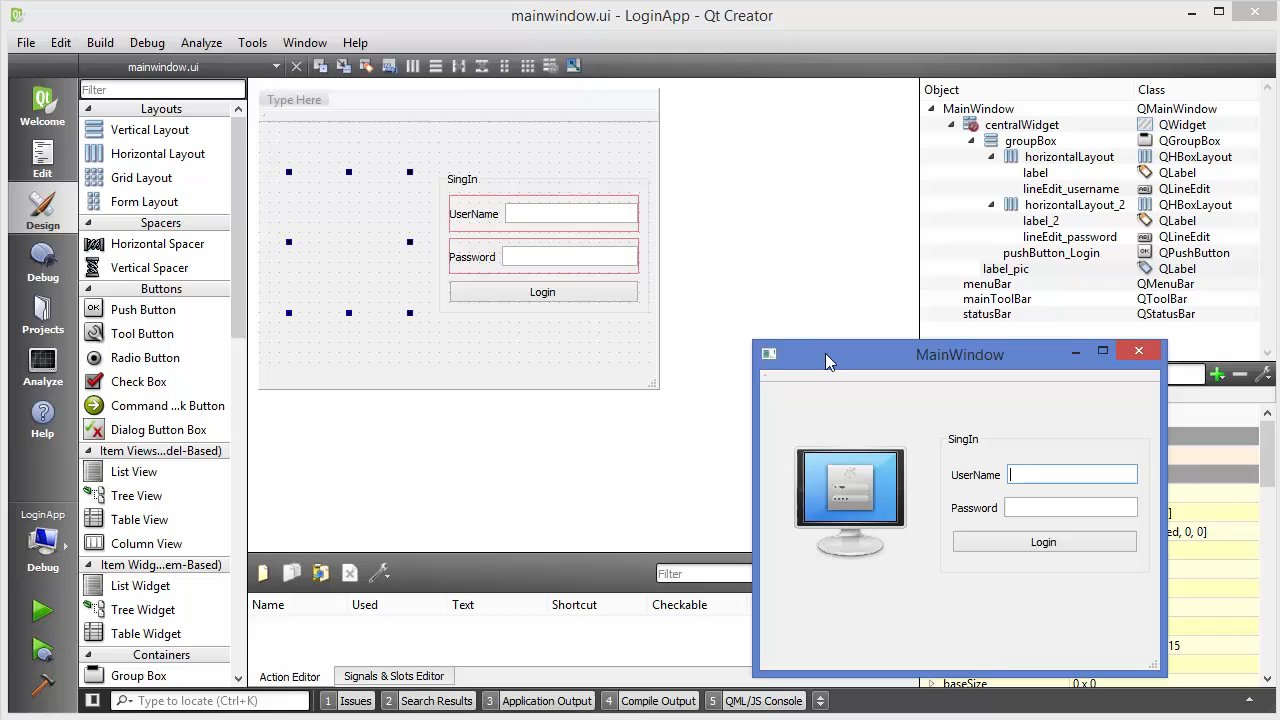 mainwindow.ui - LoginApp - Qt Creator
File Edit Build Debug Analyze Tools Window Help
mainwindow.ui
Welcome
Edit
Design
Debug
Projects
Analyze
Help
LoginApp
Debug
Filter
Layouts
Vertical Layout
Horizontal Layout
Grid Layout
Form Layout
Spacers
Horizontal Spacer
Vertical Spacer
Buttons
Push Button
Tool Button
Radio Button
Check Box
Command ...k Button
Dialog Button Box
Item Views...del-Based)
List View
Tree View
Table View
Column View
Item Widg...em-Based)
List Widget
Tree Widget
Table Widget
Containers
Group Box
Type Here
SingIn
UserName
Password
Login
Object Class
MainWindow QMainWindow
centralWidget QWidget
groupBox QGroupBox
horizontalLayout QHBoxLayout
label QLabel
lineEdit_username QLineEdit
horizontalLayout_2 QHBoxLayout
label_2 QLabel
lineEdit_password QLineEdit
pushButton_Login QPushButton
label_pic QLabel
menuBar QMenuBar
mainToolBar QToolBar
statusBar QStatusBar
MainWindow
SingIn
UserName
Password
Login
]
ed, 0, 0]
15
baseSize 0 x 0
Filter
Name Used Text Shortcut Checkable
Action Editor Signals & Slots Editor
Type to locate (Ctrl+K) 1 Issues 2 Search Results 3 Application Output 4 Compile Output 5 QML/JS Console